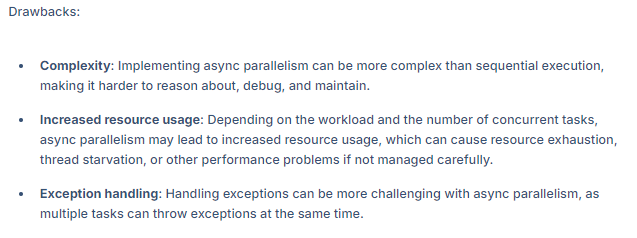 Drawbacks:
• Complexity: Implementing async parallelism can be more complex than sequential execution,
making it harder to reason about, debug, and maintain.
• Increased resource usage: Depending on the workload and the number of concurrent tasks,
async parallelism may lead to increased resource usage, which can cause resource exhaustion,
thread starvation, or other performance problems if not managed carefully.
• Exception handling: Handling exceptions can be more challenging with async parallelism, as
multiple tasks can throw exceptions at the same time.